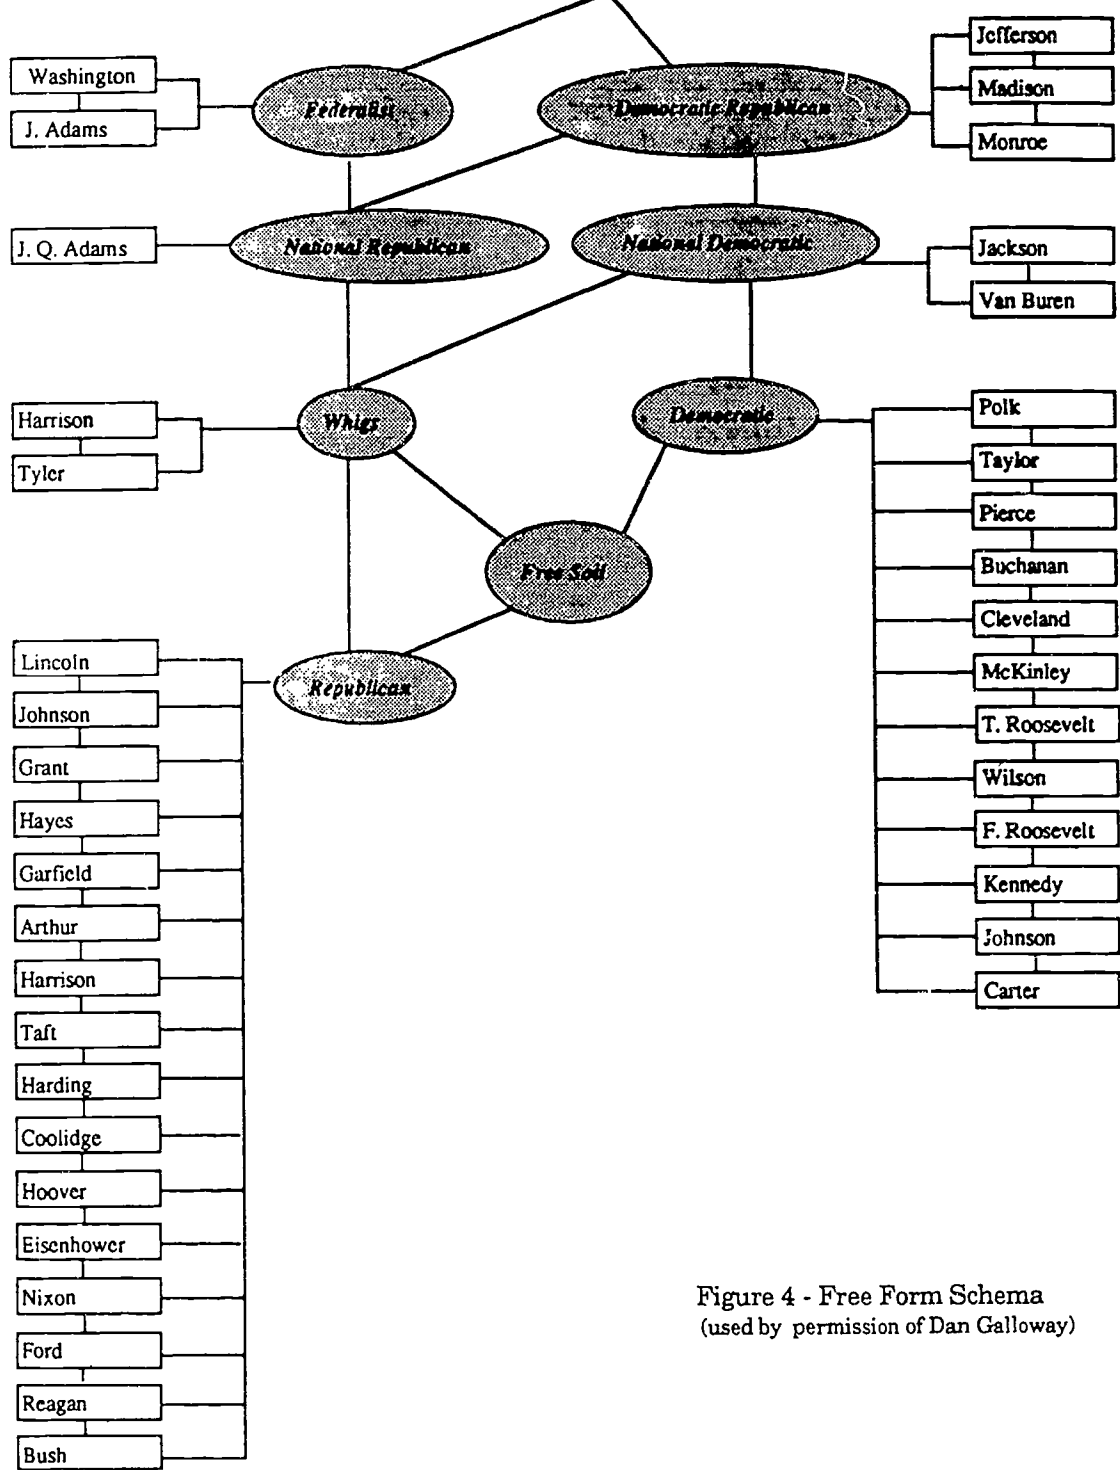 Jefferson
Washington
Federalist
Democratic Republican
Madison
J. Adams
Monroe
J. Q. Adams
National Republican
National Democratic
Jackson
Van Buren
Harrison
Whigs
Democratic
Polk
Tyler
Taylor
Pierce
Free Soil
Buchanan
Cleveland
Lincoln
Republican
McKinley
Johnson
T. Roosevelt
Grant
Wilson
Hayes
F. Roosevelt
Garfield
Kennedy
Arthur
Johnson
Harrison
Carter
Taft
Harding
Coolidge
Hoover
Eisenhower
Nixon
Figure 4 - Free Form Schema
(used by permission of Dan Galloway)
Ford
Reagan
Bush